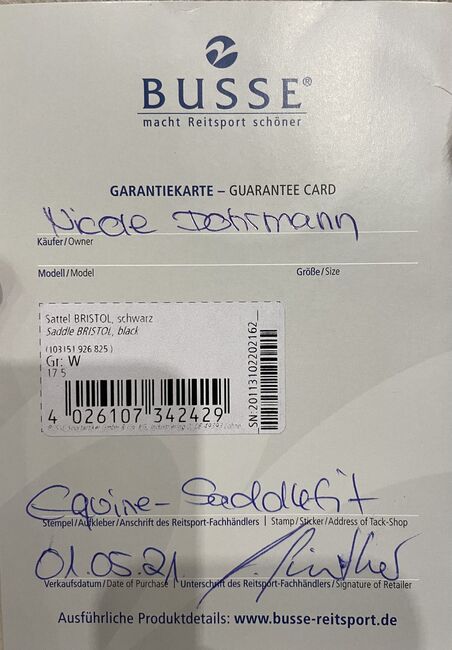 BUSSE®
macht Reitsport schöner
GARANTIEKARTE – GUARANTEE CARD
Nicole Dohrmann
Käufer/Owner
Modell/Model Größe/Size
Sattel BRISTOL, schwarz
Saddle BRISTOL, black
(103151 926 825)
Gr: W
17.5
4 026107 342429
SN:20113102202162
Equine-Saddlefit
Stempel/Aufkleber/Anschrift des Reitsport-Fachhändlers | Stamp/Sticker/Address of Tack-Shop
01.05.21
Verkaufsdatum/Date of Purchase | Unterschrift des Reitsport-Fachhändlers/Signature of Retailer
Ausführliche Produktdetails: www.busse-reitsport.de